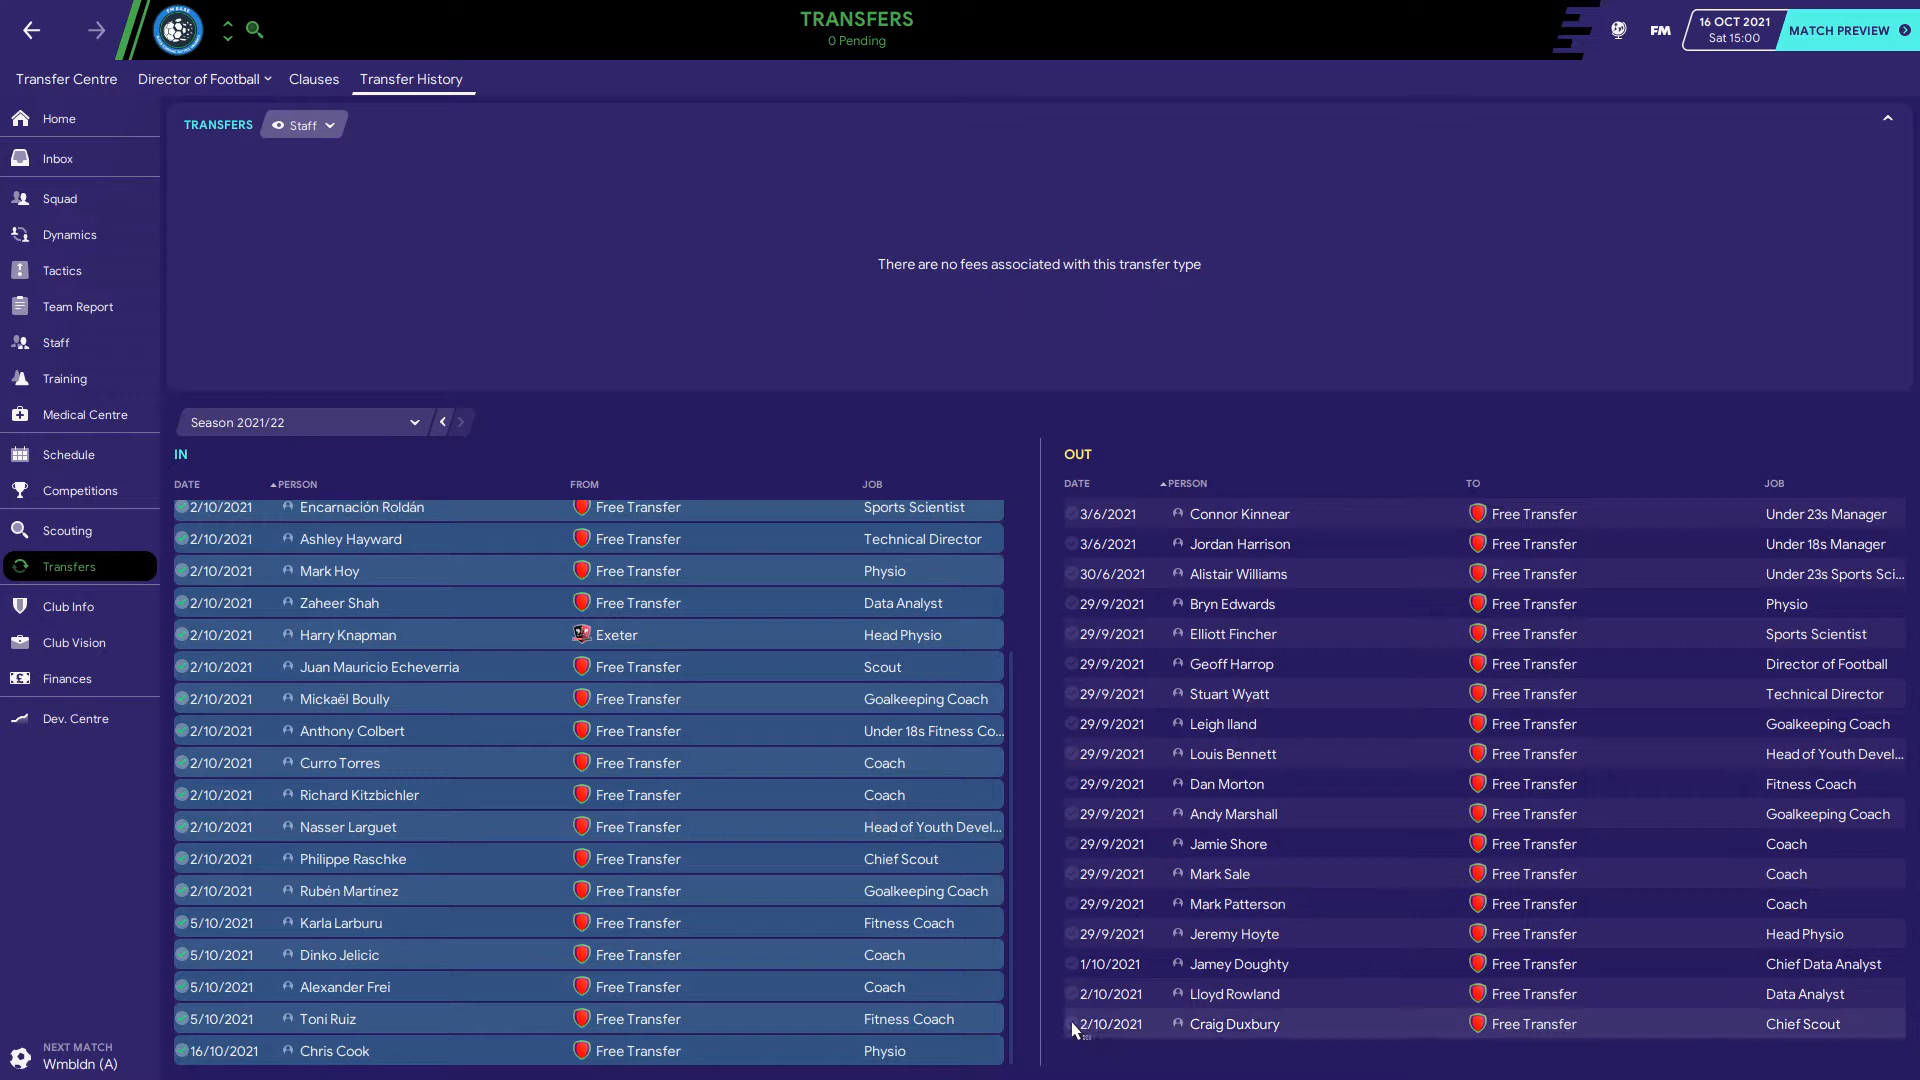 TRANSFERS
0 Pending
FM
16 OCT 2021
Sat 15:00
MATCH PREVIEW
Transfer Centre
Director of Football
Clauses
Transfer History
Home
Inbox
Squad
Dynamics
Tactics
Team Report
Staff
Training
Medical Centre
Schedule
Competitions
Scouting
Transfers
Club Info
Club Vision
Finances
Dev. Centre
NEXT MATCH
Wmbldn (A)
TRANSFERS Staff
There are no fees associated with this transfer type
Season 2021/22
IN
DATE PERSON FROM JOB
2/10/2021 Encarnación Roldán Free Transfer Sports Scientist
2/10/2021 Ashley Hayward Free Transfer Technical Director
2/10/2021 Mark Hoy Free Transfer Physio
2/10/2021 Zaheer Shah Free Transfer Data Analyst
2/10/2021 Harry Knapman Exeter Head Physio
2/10/2021 Juan Mauricio Echeverria Free Transfer Scout
2/10/2021 Mickaël Boully Free Transfer Goalkeeping Coach
2/10/2021 Anthony Colbert Free Transfer Under 18s Fitness Co...
2/10/2021 Curro Torres Free Transfer Coach
2/10/2021 Richard Kitzbichler Free Transfer Coach
2/10/2021 Nasser Larguet Free Transfer Head of Youth Devel...
2/10/2021 Philippe Raschke Free Transfer Chief Scout
2/10/2021 Rubén Martínez Free Transfer Goalkeeping Coach
5/10/2021 Karla Larburu Free Transfer Fitness Coach
5/10/2021 Dinko Jelicic Free Transfer Coach
5/10/2021 Alexander Frei Free Transfer Coach
5/10/2021 Toni Ruiz Free Transfer Fitness Coach
16/10/2021 Chris Cook Free Transfer Physio
OUT
DATE PERSON TO JOB
3/6/2021 Connor Kinnear Free Transfer Under 23s Manager
3/6/2021 Jordan Harrison Free Transfer Under 18s Manager
30/6/2021 Alistair Williams Free Transfer Under 23s Sports Sci...
29/9/2021 Bryn Edwards Free Transfer Physio
29/9/2021 Elliott Fincher Free Transfer Sports Scientist
29/9/2021 Geoff Harrop Free Transfer Director of Football
29/9/2021 Stuart Wyatt Free Transfer Technical Director
29/9/2021 Leigh Iland Free Transfer Goalkeeping Coach
29/9/2021 Louis Bennett Free Transfer Head of Youth Devel...
29/9/2021 Dan Morton Free Transfer Fitness Coach
29/9/2021 Andy Marshall Free Transfer Goalkeeping Coach
29/9/2021 Jamie Shore Free Transfer Coach
29/9/2021 Mark Sale Free Transfer Coach
29/9/2021 Mark Patterson Free Transfer Coach
29/9/2021 Jeremy Hoyte Free Transfer Head Physio
1/10/2021 Jamey Doughty Free Transfer Chief Data Analyst
2/10/2021 Lloyd Rowland Free Transfer Data Analyst
2/10/2021 Craig Duxbury Free Transfer Chief Scout